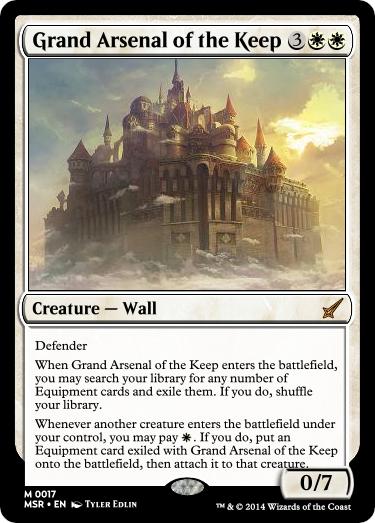 Grand Arsenal of the Keep 3
Creature — Wall
Defender
When Grand Arsenal of the Keep enters the battlefield,
you may search your library for any number of
Equipment cards and exile them. If you do, shuffle
your library.
Whenever another creature enters the battlefield under
your control, you may pay . If you do, put an
Equipment card exiled with Grand Arsenal of the Keep
onto the battlefield, then attach it to that creature.
0/7
M 0017
MSR • EN Tyler Edlin
™ & © 2014 Wizards of the Coast